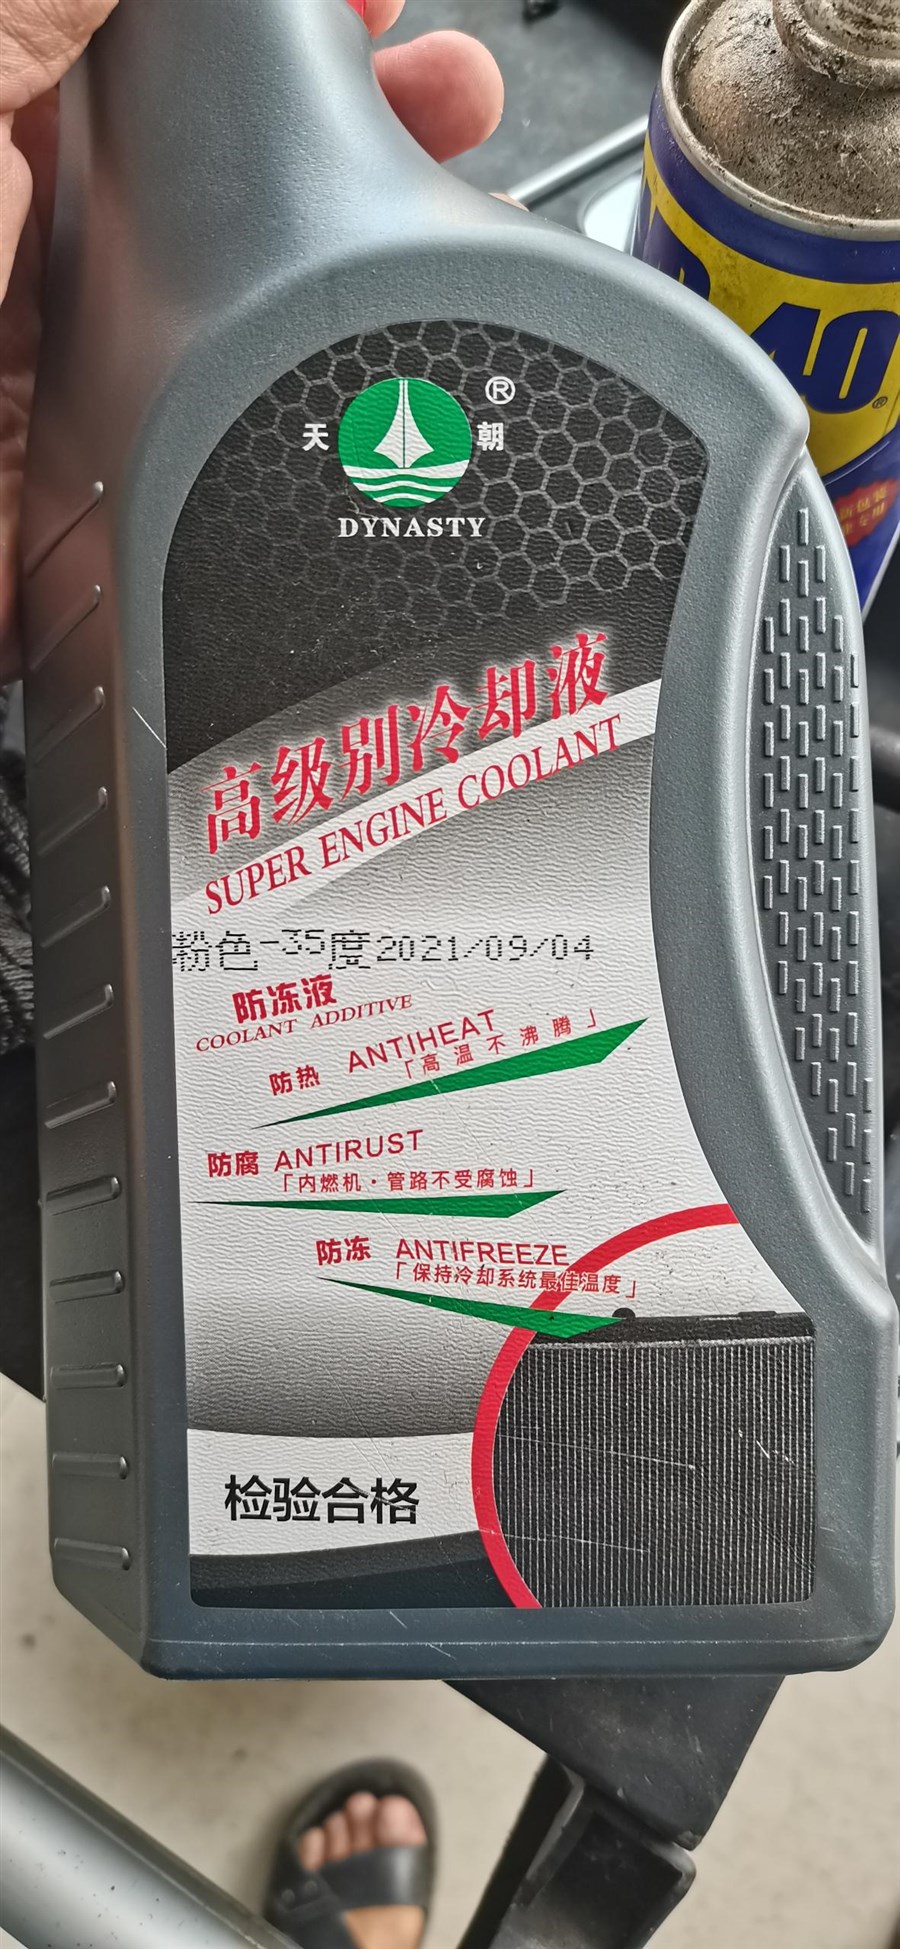 40
®
®
天 朝
DYNASTY
高级别冷却液
SUPER ENGINE COOLANT
粉色-35度2021/09/04
防冻液
COOLANT ADDITIVE
防热 ANTIHEAT
「高温不沸腾」
防腐 ANTIRUST
「内燃机·管路不受腐蚀」
防冻 ANTIFREEZE
「保持冷却系统最佳温度」
检验合格